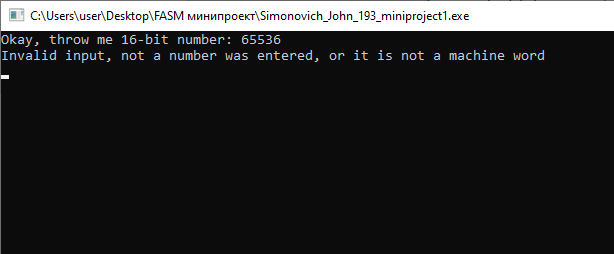 C:\Users\user\Desktop\FASM минипроект\Simonovich_John_193_miniproject1.exe
Okay, throw me 16-bit number: 65536
Invalid input, not a number was entered, or it is not a machine word